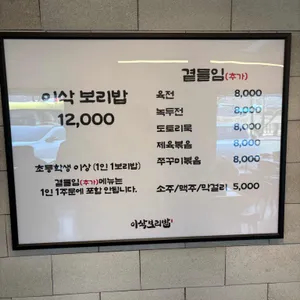 이삭 보리밥
12,000
초등학생 이상 (1인 1보리밥)
곁들임(추가)메뉴는
1인 1주문에 포함 안됩니다.
곁들임(추가)
육전 8,000
녹두전 8,000
도토리묵 8,000
제육볶음 8,000
쭈꾸미볶음 8,000
소주/맥주/막걸리 5,000
이삭보리밥